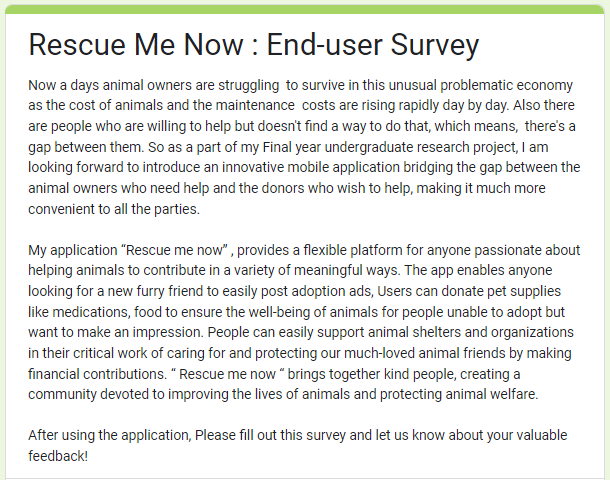 Rescue Me Now : End-user Survey
Now a days animal owners are struggling  to survive in this unusual problematic economy
as the cost of animals and the maintenance  costs are rising rapidly day by day. Also there
are people who are willing to help but doesn't find a way to do that, which means,  there's a
gap between them. So as a part of my Final year undergraduate research project, I am
looking forward to introduce an innovative mobile application bridging the gap between the
animal owners who need help and the donors who wish to help, making it much more
convenient to all the parties.
My application “Rescue me now” , provides a flexible platform for anyone passionate about
helping animals to contribute in a variety of meaningful ways. The app enables anyone
looking for a new furry friend to easily post adoption ads, Users can donate pet supplies
like medications, food to ensure the well-being of animals for people unable to adopt but
want to make an impression. People can easily support animal shelters and organizations
in their critical work of caring for and protecting our much-loved animal friends by making
financial contributions. “ Rescue me now “ brings together kind people, creating a
community devoted to improving the lives of animals and protecting animal welfare.
After using the application, Please fill out this survey and let us know about your valuable
feedback!